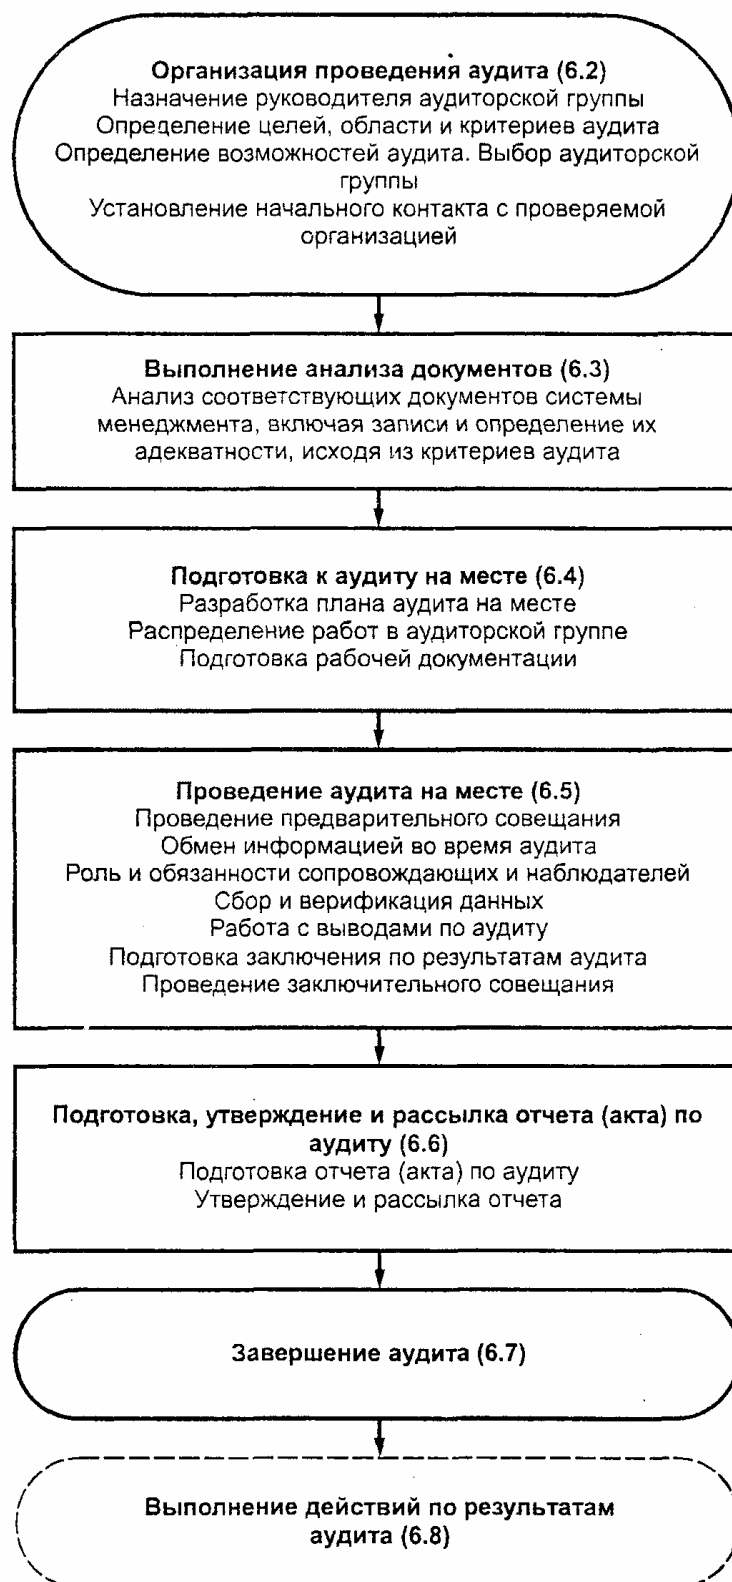 Организация проведения аудита (6.2)
Назначение руководителя аудиторской группы
Определение целей, области и критериев аудита
Определение возможностей аудита. Выбор аудиторской
группы
Установление начального контакта с проверяемой
организацией
Выполнение анализа документов (6.3)
Анализ соответствующих документов системы
менеджмента, включая записи и определение их
адекватности, исходя из критериев аудита
Подготовка к аудиту на месте (6.4)
Разработка плана аудита на месте
Распределение работ в аудиторской группе
Подготовка рабочей документации
Проведение аудита на месте (6.5)
Проведение предварительного совещания
Обмен информацией во время аудита
Роль и обязанности сопровождающих и наблюдателей
Сбор и верификация данных
Работа с выводами по аудиту
Подготовка заключения по результатам аудита
Проведение заключительного совещания
Подготовка, утверждение и рассылка отчета (акта) по
аудиту (6.6)
Подготовка отчета (акта) по аудиту
Утверждение и рассылка отчета
Завершение аудита (6.7)
Выполнение действий по результатам
аудита (6.8)